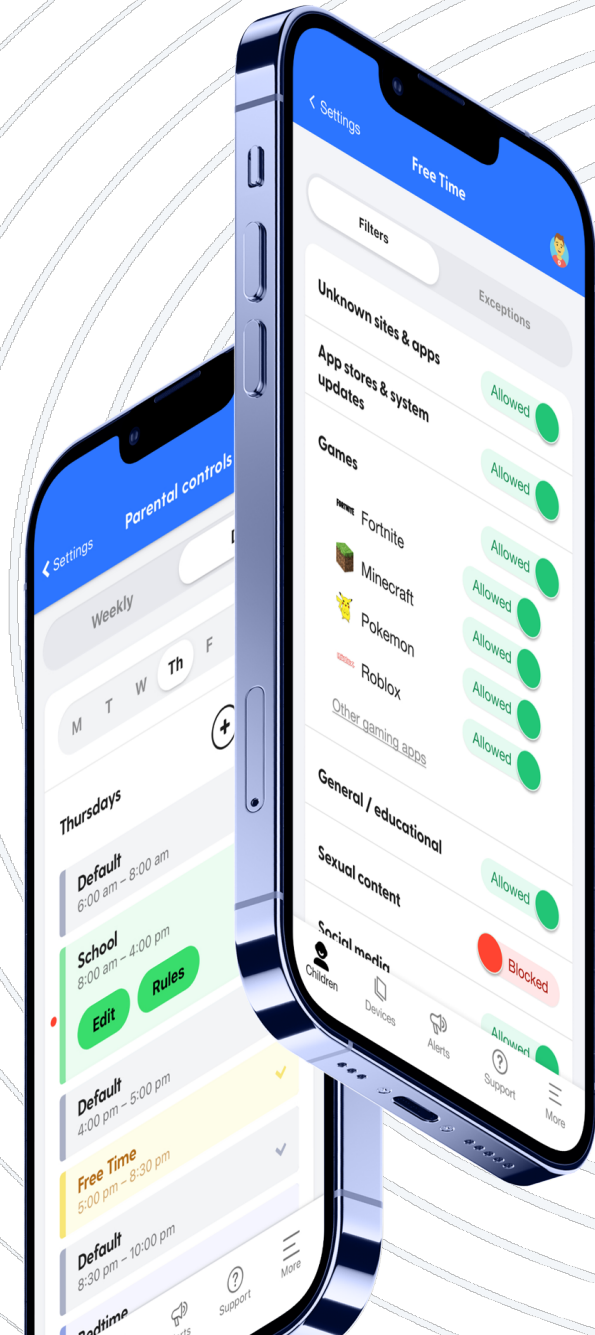 Settings
Free Time
Filters
Exceptions
Unknown sites & apps
Allowed
App stores & system
updates
Allowed
Games
Allowed
FORTNITE
Fortnite
Allowed
Minecraft
Allowed
Pokemon
Allowed
Roblox
Allowed
Other gaming apps
General / educational
Allowed
Sexual content
Blocked
Social media
Allowed
Children
Devices
Alerts
Support
More
Settings
Parental controls
Weekly
M T W Th F
Thursdays
Default
6:00 am – 8:00 am
School
8:00 am – 4:00 pm
Edit
Rules
Default
4:00 pm – 5:00 pm
Free Time
5:00 pm – 8:30 pm
Default
8:30 pm – 10:00 pm
Bedtime
Support
More